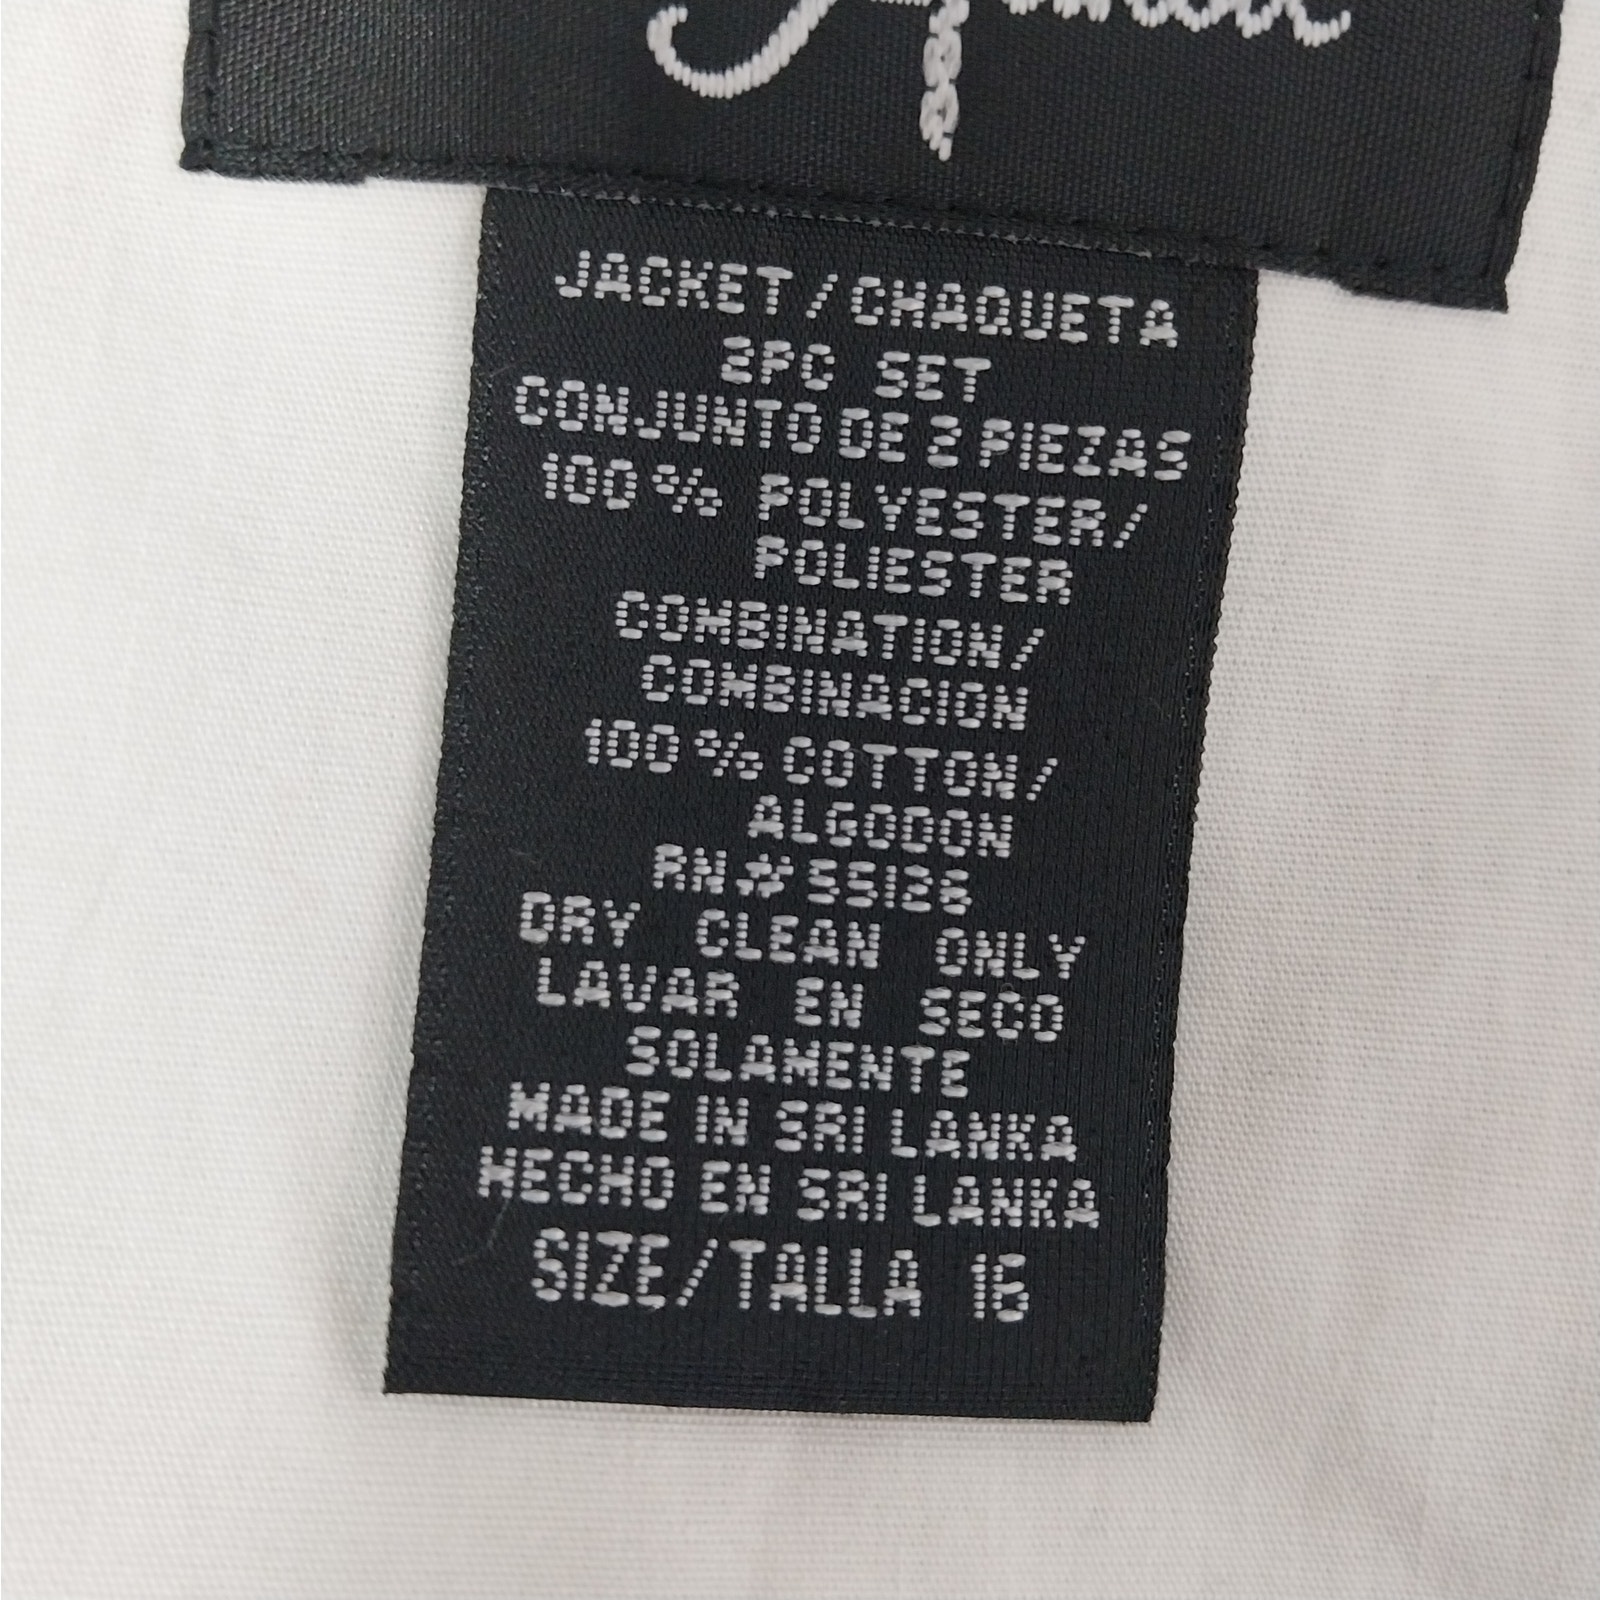 JACKET/CHAQUETA
2PC SET
CONJUNTO DE 2 PIEZAS
100% POLYESTER/
POLIESTER
COMBINATION/
COMBINACION
100% COTTON/
ALGODON
RN#55126
DRY CLEAN ONLY
LAVAR EN SECO
SOLAMENTE
MADE IN SRI LANKA
HECHO EN SRI LANKA
SIZE/TALLA 16